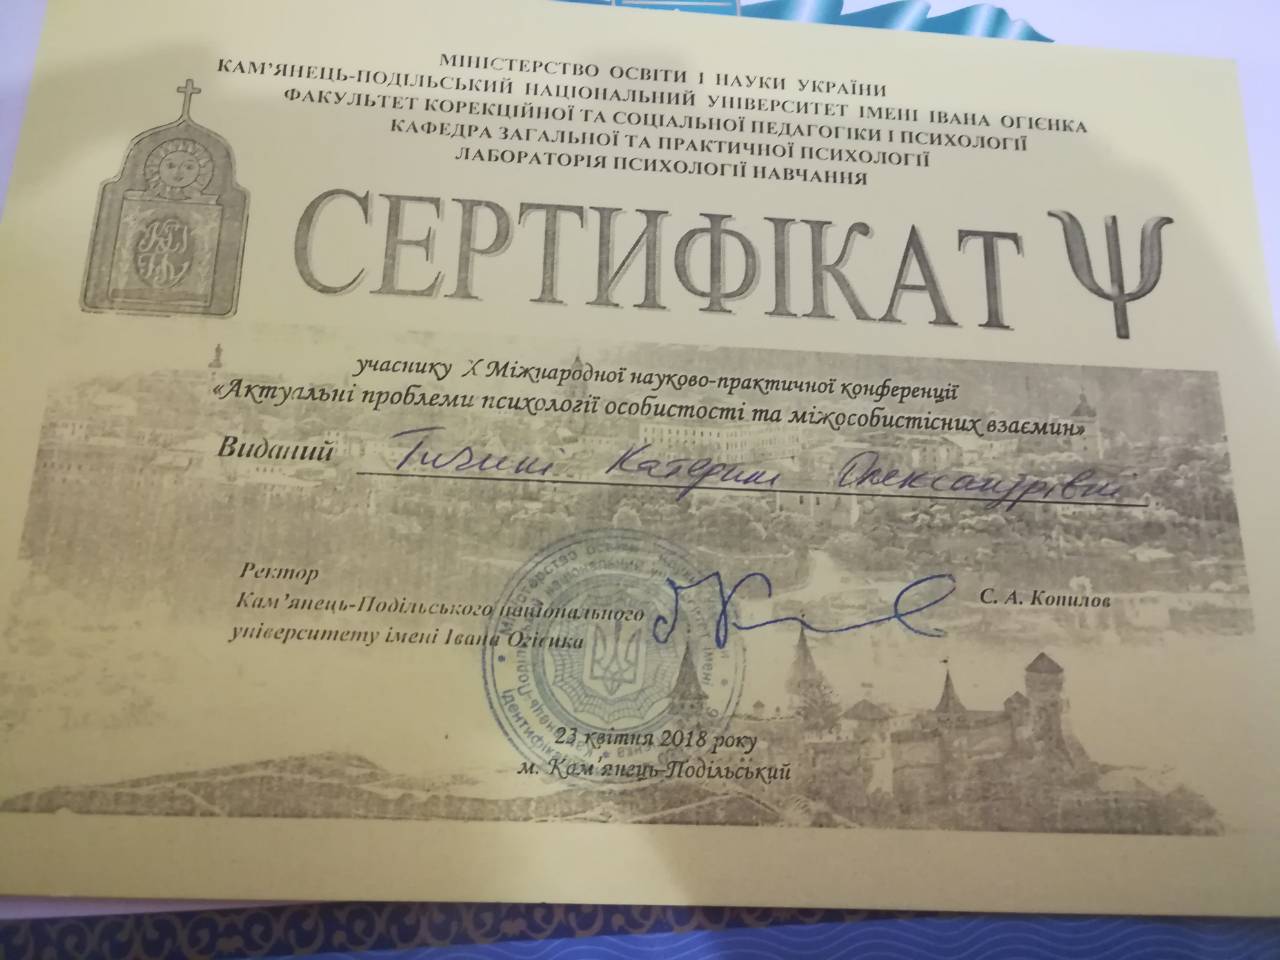 МІНІСТЕРСТВО ОСВІТИ І НАУКИ УКРАЇНИ
КАМ'ЯНЕЦЬ-ПОДІЛЬСЬКИЙ НАЦІОНАЛЬНИЙ УНІВЕРСИТЕТ ІМЕНІ ІВАНА ОГІЄНКА
ФАКУЛЬТЕТ КОРЕКЦІЙНОЇ ТА СОЦІАЛЬНОЇ ПЕДАГОГІКИ І ПСИХОЛОГІЇ
КАФЕДРА ЗАГАЛЬНОЇ ТА ПРАКТИЧНОЇ ПСИХОЛОГІЇ
ЛАБОРАТОРІЯ ПСИХОЛОГІЇ НАВЧАННЯ
СЕРТИФІКАТ
учаснику X Міжнародної науково-практичної конференції
«Актуальні проблеми психології особистості та міжособистісних взаємин»
Виданий Тичині Катерині Олександрівні
Ректор
Кам'янець-Подільського національного
університету імені Івана Огієнка
С. А. Копилов
23 квітня 2018 року
м. Кам'янець-Подільський